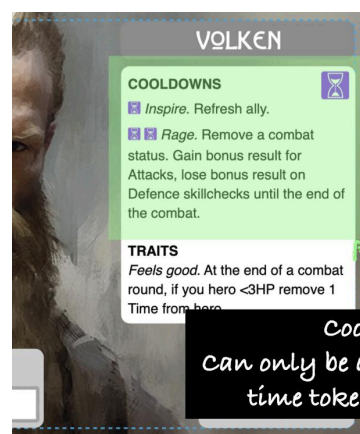 VOLKEN
COOLDOWNS
Inspire. Refresh ally.
Rage. Remove a combat
status. Gain bonus result for
Attacks, lose bonus result on
Defence skillchecks until the end of
the combat.
TRAITS
Feels good. At the end of a combat
round, if you hero <3HP remove 1
Time from hero
Coo
Can only be
time toke